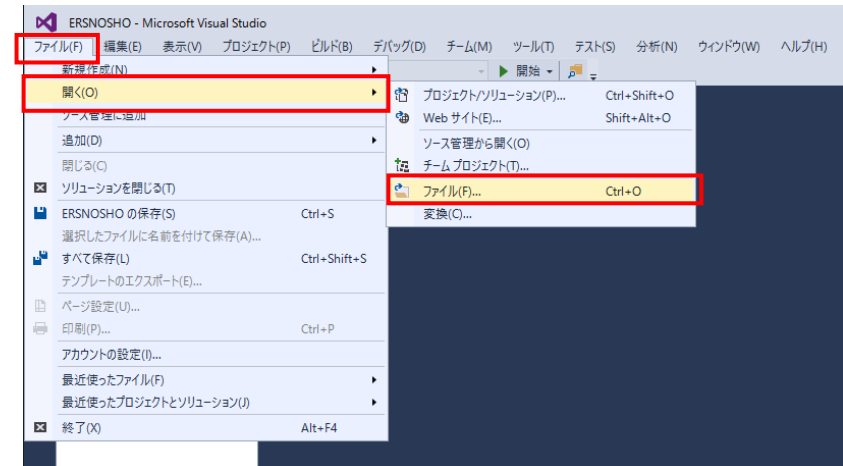 ERSNOSHO - Microsoft Visual Studio
ファイル(F) 編集(E) 表示(V) プロジェクト(P) ビルド(B) デバッグ(D) チーム(M) ツール(T) テスト(S) 分析(N) ウィンドウ(W) ヘルプ(H)
新規作成(N)
開始
開く(O)
ソース管理に追加
追加(D)
閉じる(C)
ソリューションを閉じる(T)
ERSNOSHO の保存(S) Ctrl+S
選択したファイルに名前を付けて保存(A)...
すべて保存(L) Ctrl+Shift+S
テンプレートのエクスポート(E)...
ページ設定(U)...
印刷(P)... Ctrl+P
アカウントの設定(I)...
最近使ったファイル(F)
最近使ったプロジェクトとソリューション(J)
終了(X) Alt+F4
プロジェクト/ソリューション(P)... Ctrl+Shift+O
Web サイト(E)... Shift+Alt+O
ソース管理から開く(O)
チーム プロジェクト(T)...
ファイル(F)... Ctrl+O
変換(C)...